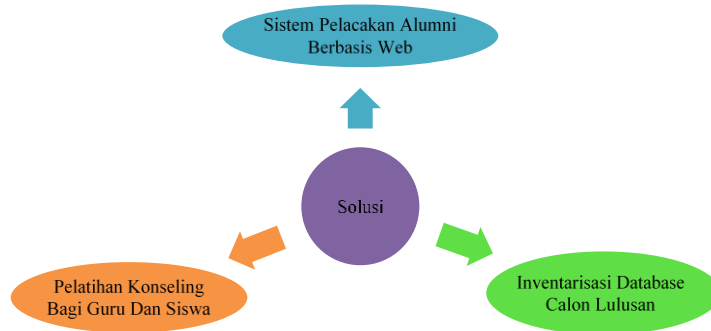 Sistem Pelacakan Alumni
Berbasis Web
Solusi
Pelatihan Konseling
Bagi Guru Dan Siswa
Inventarisasi Database
Calon Lulusan